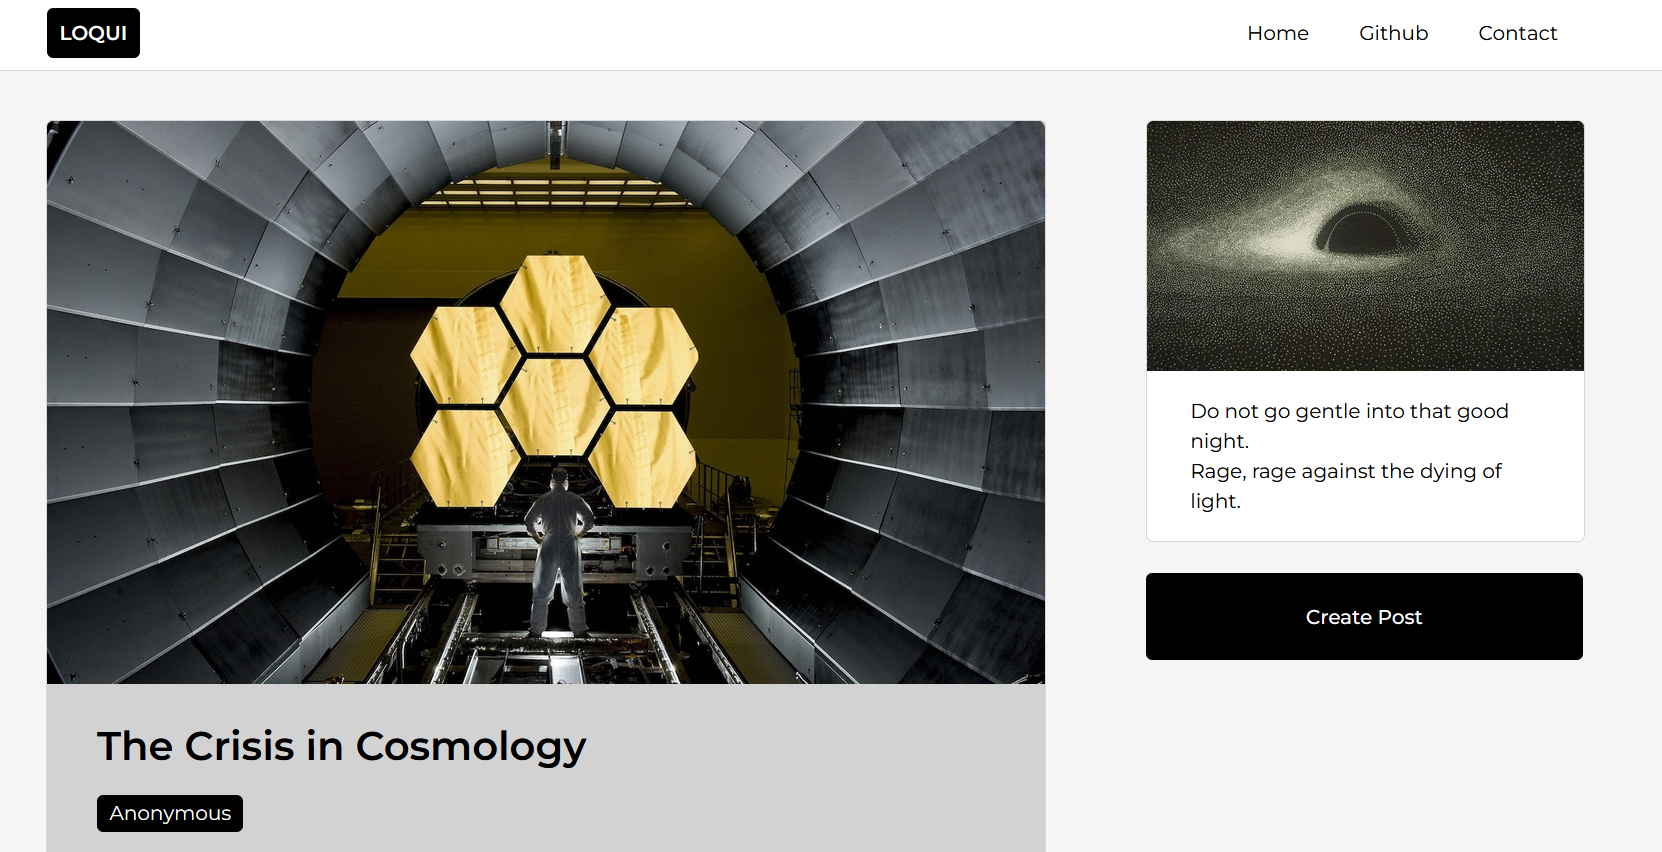 LOQUI
Home
Github
Contact
Do not go gentle into that good
night.
Rage, rage against the dying of
light.
Create Post
The Crisis in Cosmology
Anonymous